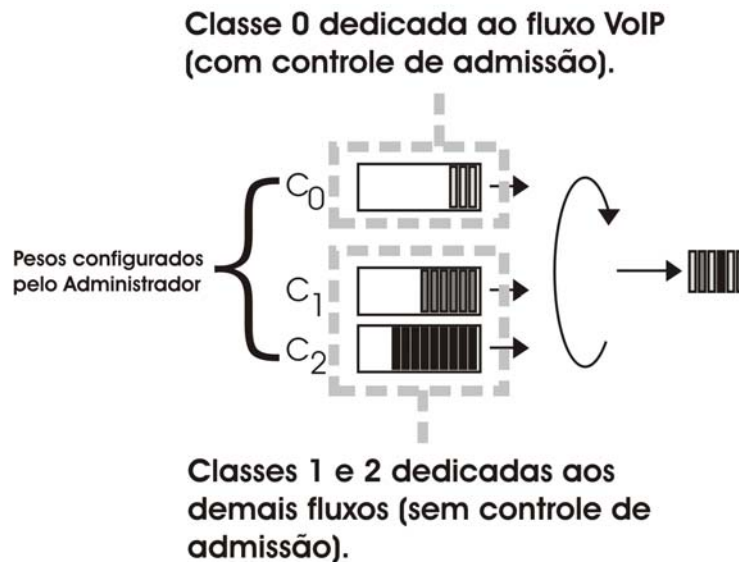 Classe 0 dedicada ao fluxo VoIP
(com controle de admissão).
C0
Pesos configurados
pelo Administrador
C1
C2
Classes 1 e 2 dedicadas aos
demais fluxos (sem controle de
admissão).